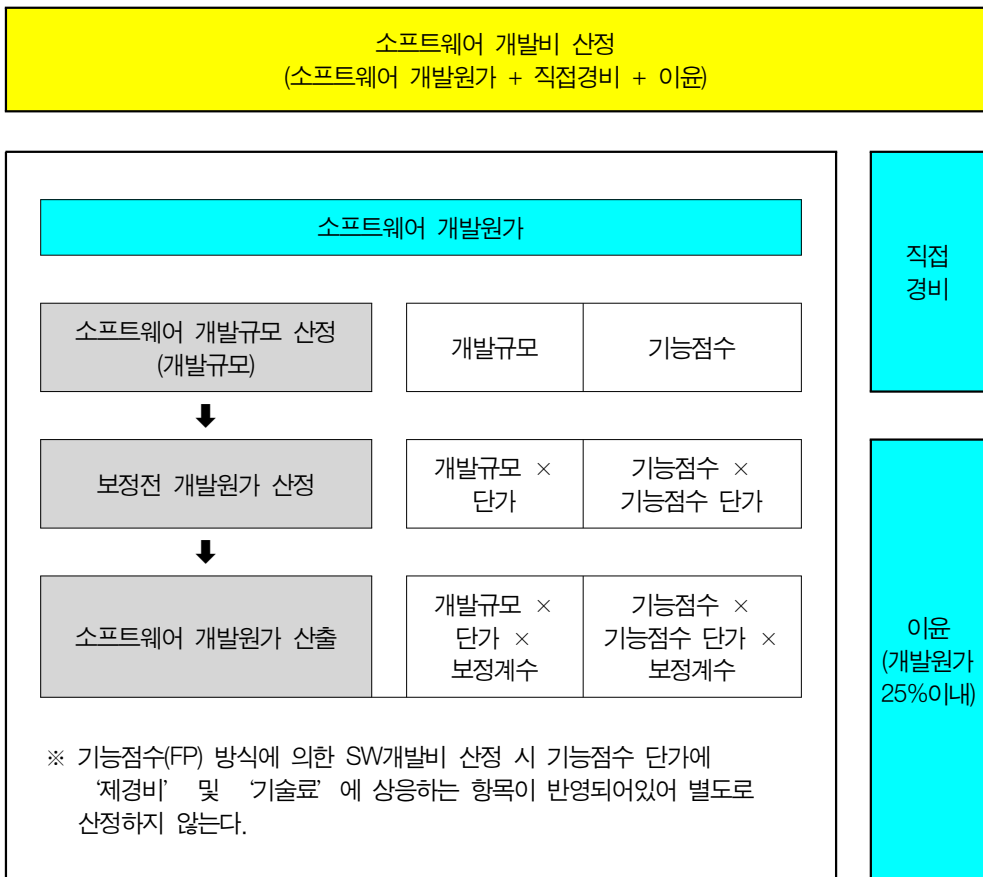 소프트웨어 개발비 산정
(소프트웨어 개발원가 + 직접경비 + 이윤)
소프트웨어 개발원가
직접
경비
소프트웨어 개발규모 산정
(개발규모)
개발규모
기능점수
보정전 개발원가 산정
개발규모 ×
단가
기능점수 ×
기능점수 단가
소프트웨어 개발원가 산출
개발규모 ×
단가 ×
보정계수
기능점수 ×
기능점수 단가 ×
보정계수
이윤
(개발원가
25%이내)
※ 기능점수(FP) 방식에 의한 SW개발비 산정 시 기능점수 단가에
‘제경비’ 및 ‘기술료’에 상응하는 항목이 반영되어있어 별도로
산정하지 않는다.